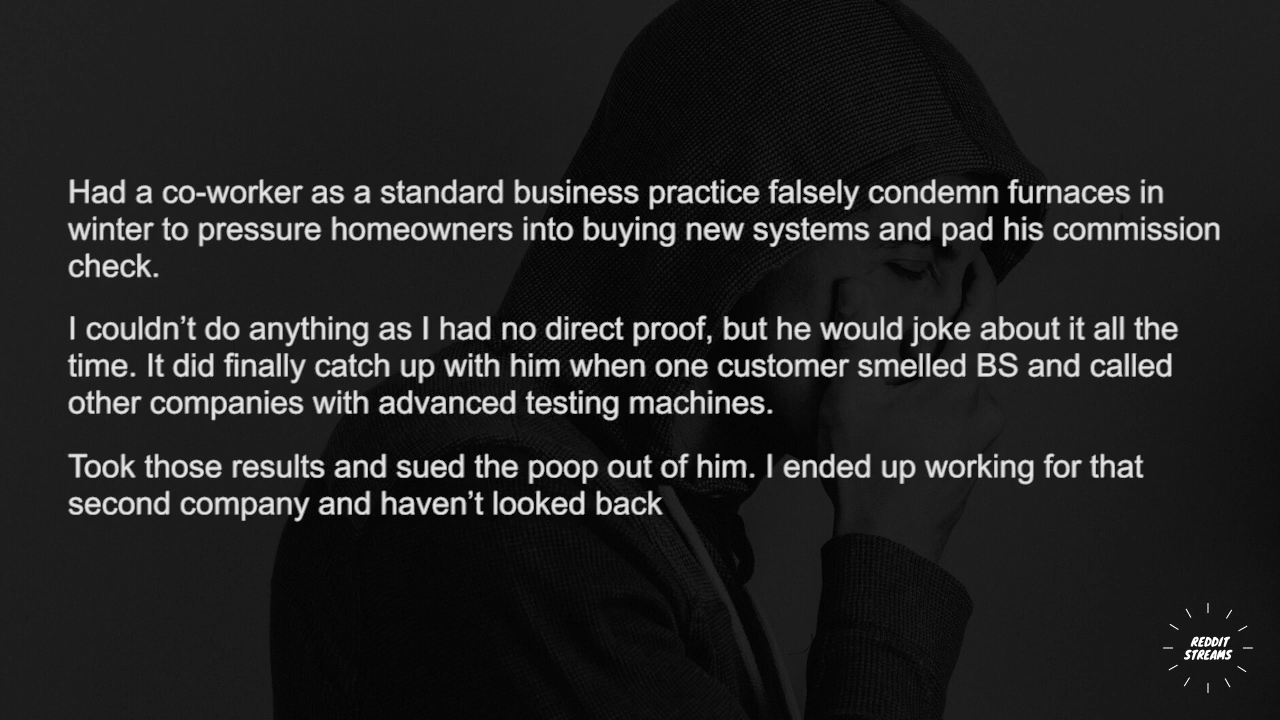 Had a co-worker as a standard business practice falsely condemn furnaces in
winter to pressure homeowners into buying new systems and pad his commission
check.
I couldn’t do anything as I had no direct proof, but he would joke about it all the
time. It did finally catch up with him when one customer smelled BS and called
other companies with advanced testing machines.
Took those results and sued the poop out of him. I ended up working for that
second company and haven’t looked back
REDDIT
STREAMS